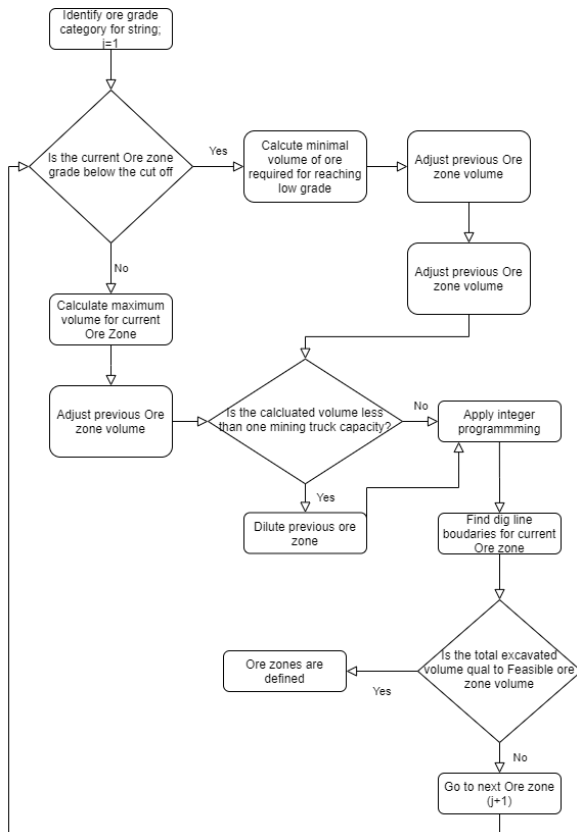 Identify ore grade
category for string;
j=1
Is the current Ore zone
grade below the cut off
Yes
Calcute minimal
volume of ore
required for reaching
low grade
Adjust previous Ore
zone volume
Adjust previous Ore
zone volume
No
Calculate maximum
volume for current
Ore Zone
Adjust previous Ore
zone volume
Is the calcluated volume less
than one mining truck capacity?
No
Apply integer
programmming
Yes
Dilute previous ore
zone
Find dig line
boudaries for current
Ore zone
Is the total excavated
volume qual to Feasible ore
zone volume
Ore zones are
defined
Yes
No
Go to next Ore zone
(j+1)